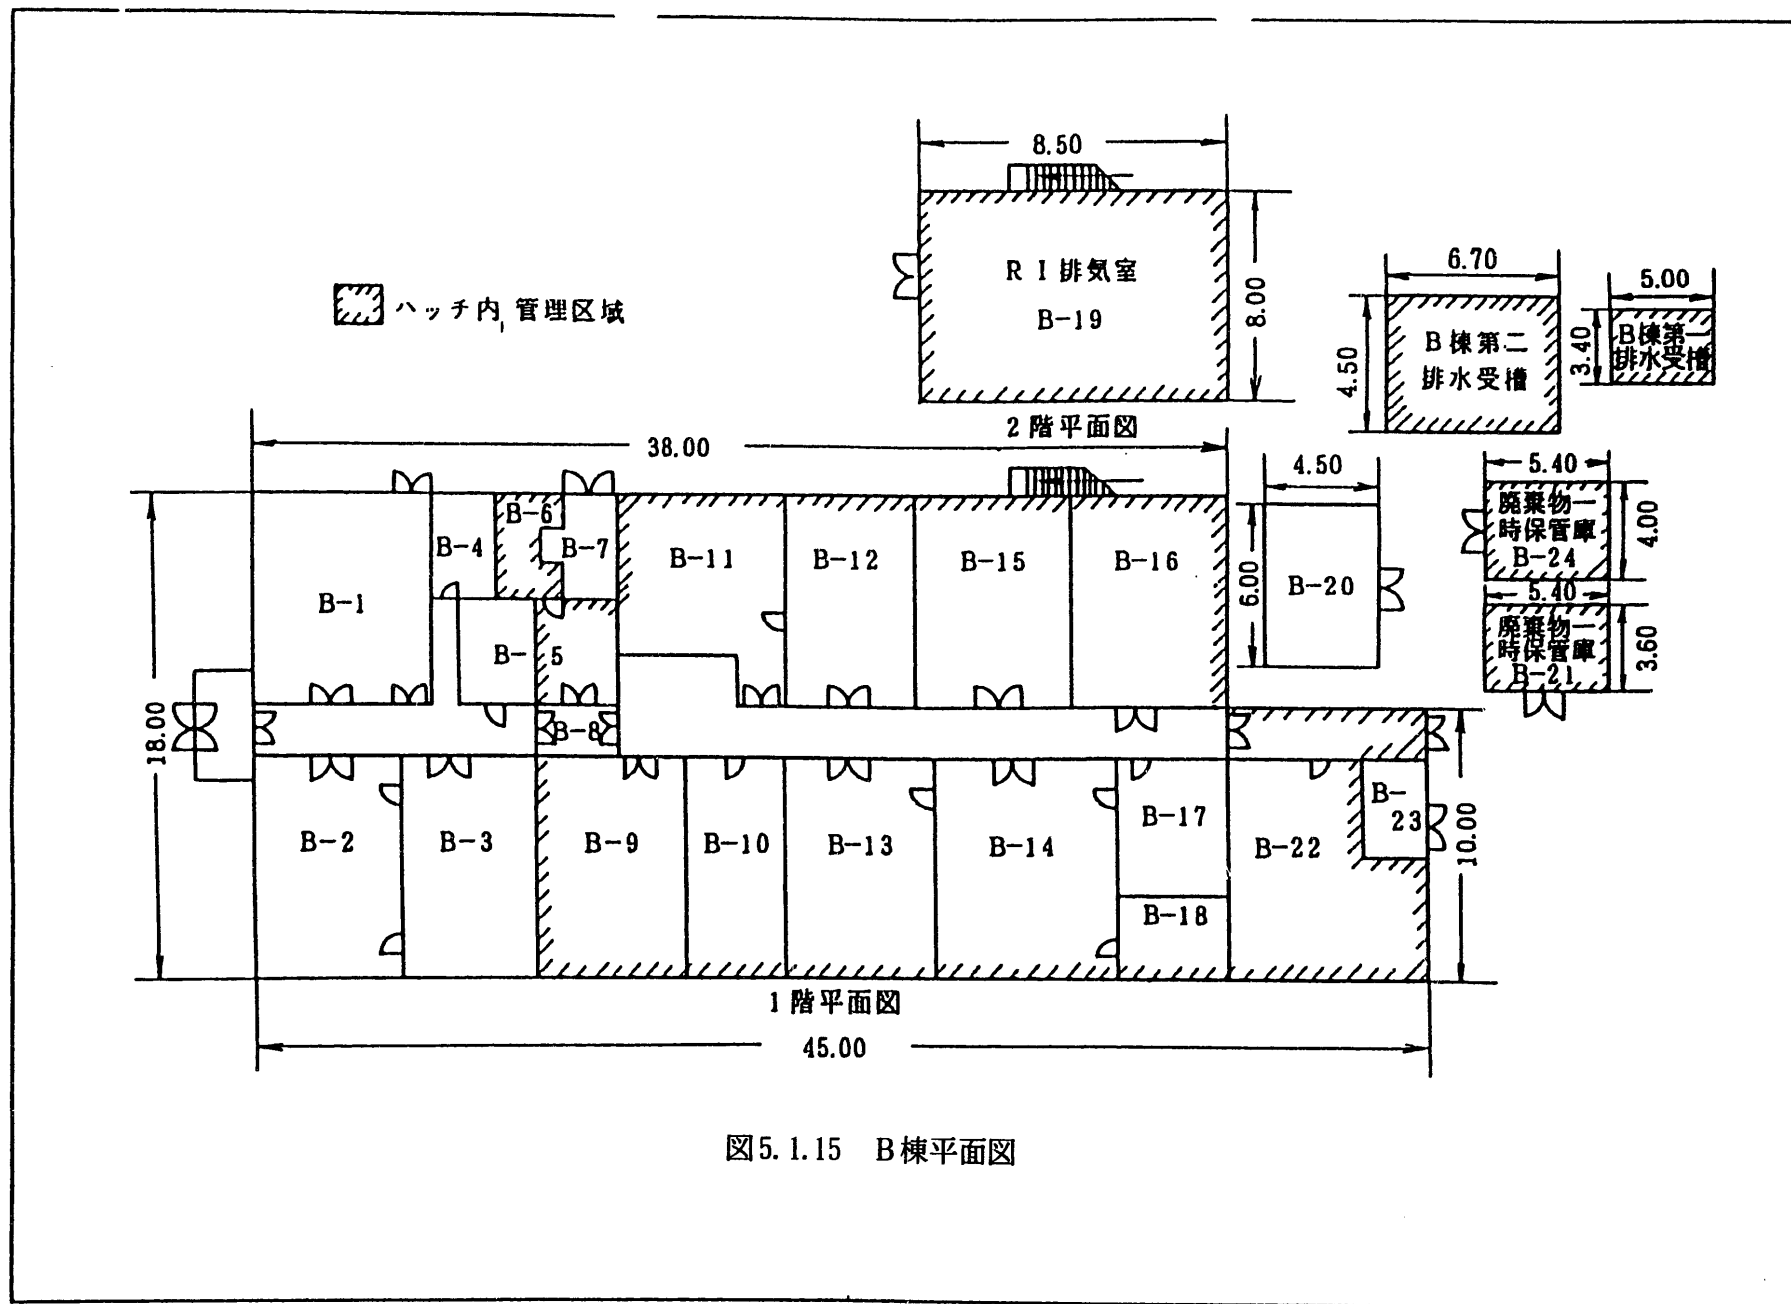 8.50
RI排気室
B-19
8.00
2階平面図
ハッチ内, 管理区域
6.70
4.50
B棟第二
排水受槽
5.00
3.40
B棟第一
排水受槽
38.00
18.00
B-1
B-4
B-6
B-7
B-5
B-8
B-11
B-12
B-15
B-16
4.50
6.00
B-20
5.40
廃棄物一
時保管庫
B-24
4.00
5.40
廃棄物一
時保管庫
B-21
3.60
B-2
B-3
B-9
B-10
B-13
B-14
B-17
B-18
B-22
B-
23
10.00
1階平面図
45.00
図5.1.15 B棟平面図